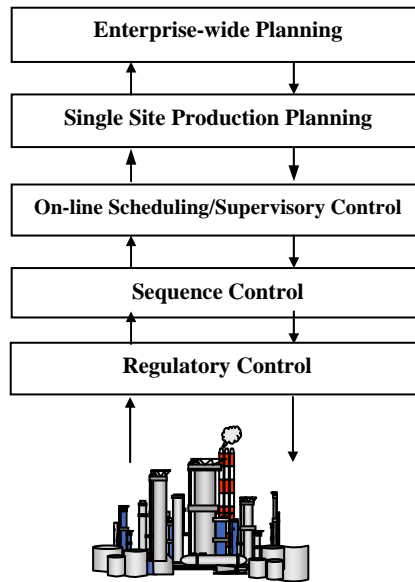 Enterprise-wide Planning
Single Site Production Planning
On-line Scheduling/Supervisory Control
Sequence Control
Regulatory Control